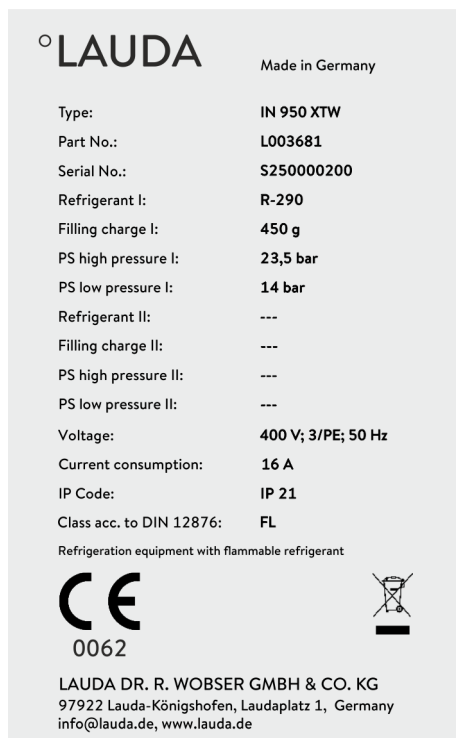 °LAUDA
Made in Germany
Type: IN 950 XTW
Part No.: L003681
Serial No.: S250000200
Refrigerant I: R-290
Filling charge I: 450 g
PS high pressure I: 23,5 bar
PS low pressure I: 14 bar
Refrigerant II: ---
Filling charge II: ---
PS high pressure II: ---
PS low pressure II: ---
Voltage: 400 V; 3/PE; 50 Hz
Current consumption: 16 A
IP Code: IP 21
Class acc. to DIN 12876: FL
Refrigeration equipment with flammable refrigerant
CE
0062
LAUDA DR. R. WOBSER GMBH & CO. KG
97922 Lauda-Königshofen, Laudaplatz 1, Germany
info@lauda.de, www.lauda.de